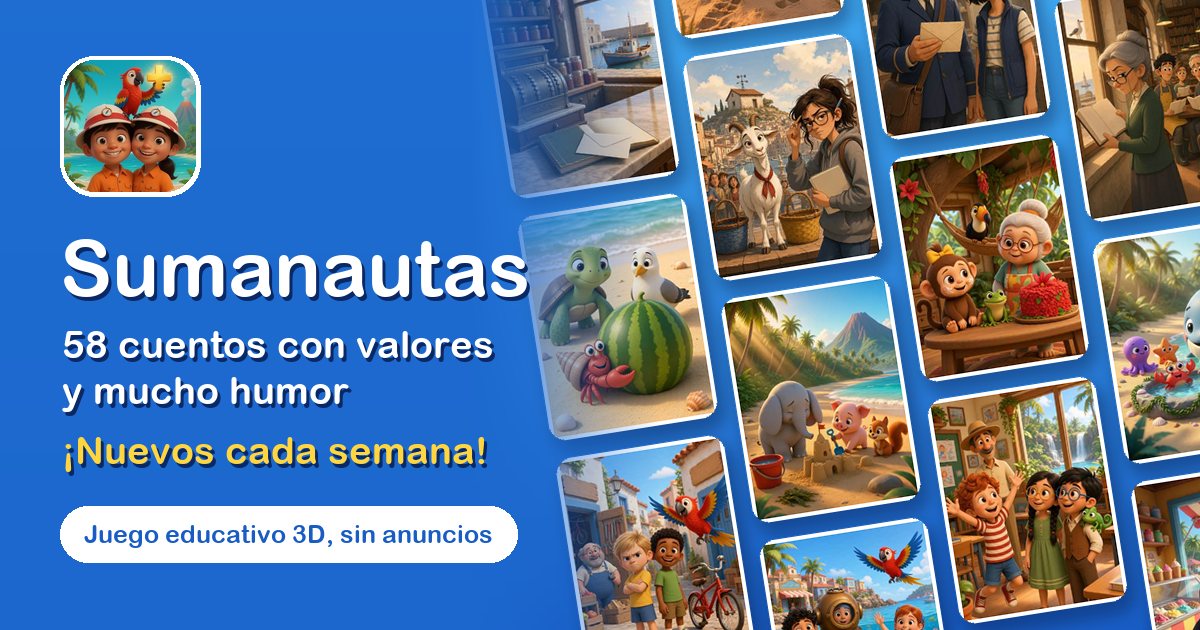 Sumanautas
58 cuentos con valores
y mucho humor
¡Nuevos cada semana!
Juego educativo 3D, sin anuncios